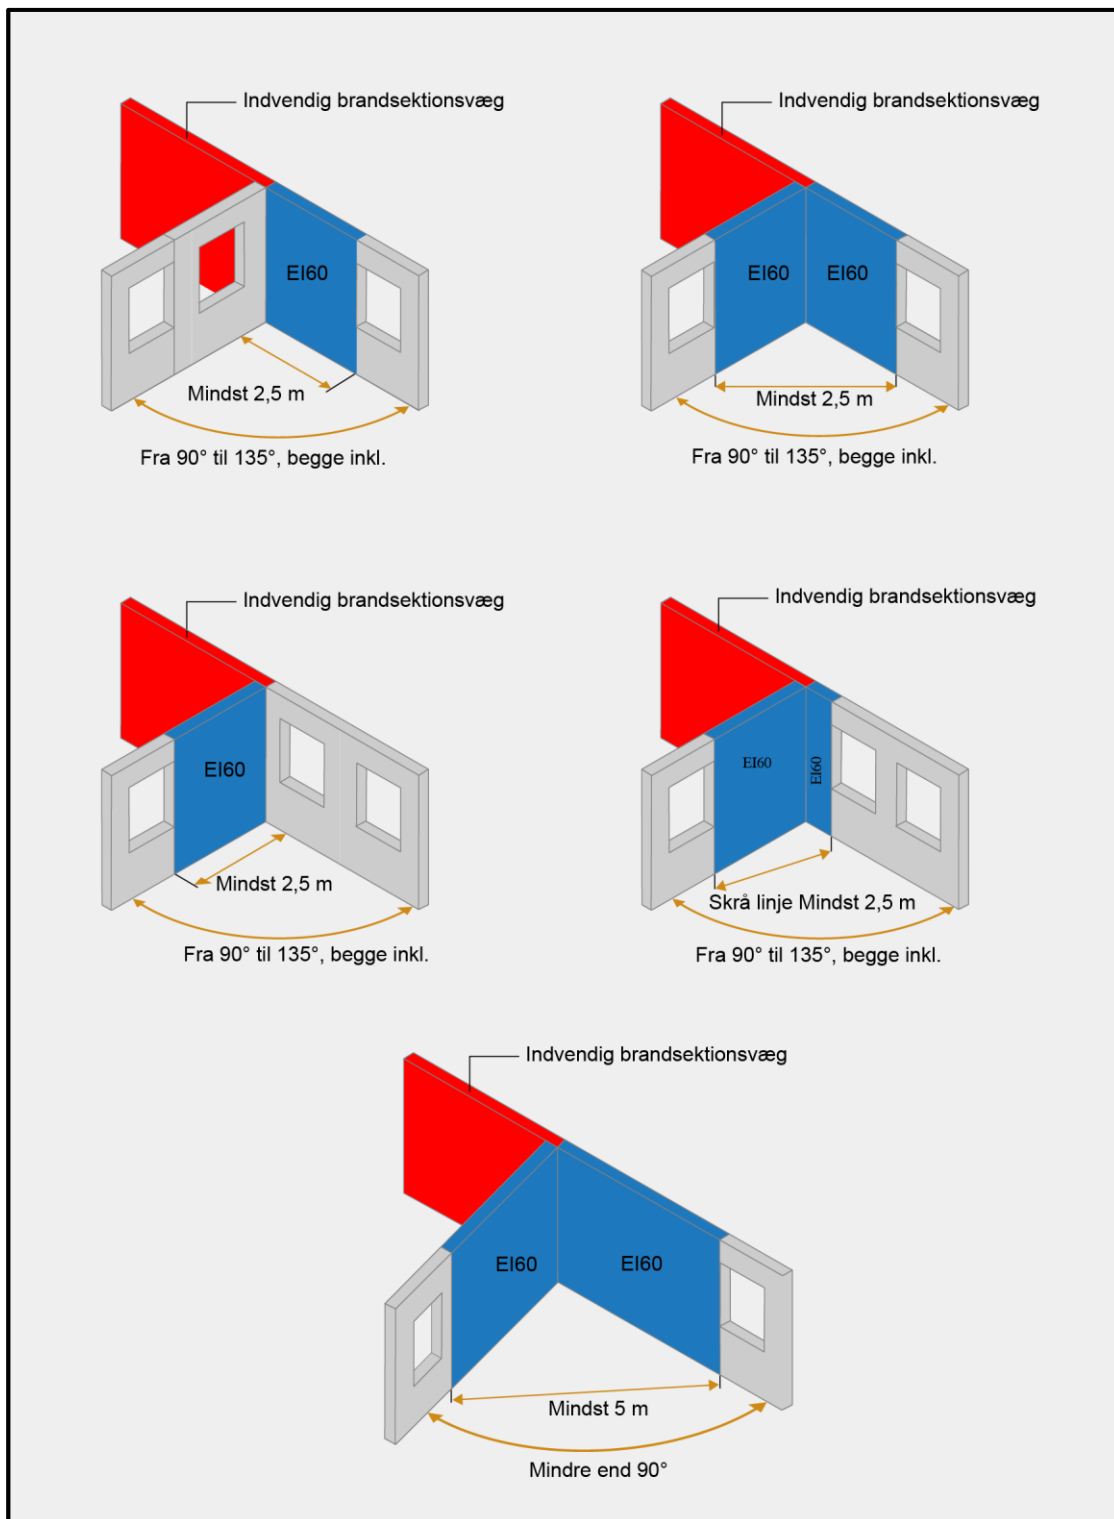 Indvendig brandsektionsvæg
EI60
Mindst 2,5 m
Fra 90° til 135°, begge inkl.
Indvendig brandsektionsvæg
EI60
EI60
Mindst 2,5 m
Fra 90° til 135°, begge inkl.
Indvendig brandsektionsvæg
EI60
Mindst 2,5 m
Fra 90° til 135°, begge inkl.
Indvendig brandsektionsvæg
EI60
EI60
Skrå linje Mindst 2,5 m
Fra 90° til 135°, begge inkl.
Indvendig brandsektionsvæg
EI60
EI60
Mindst 5 m
Mindre end 90°